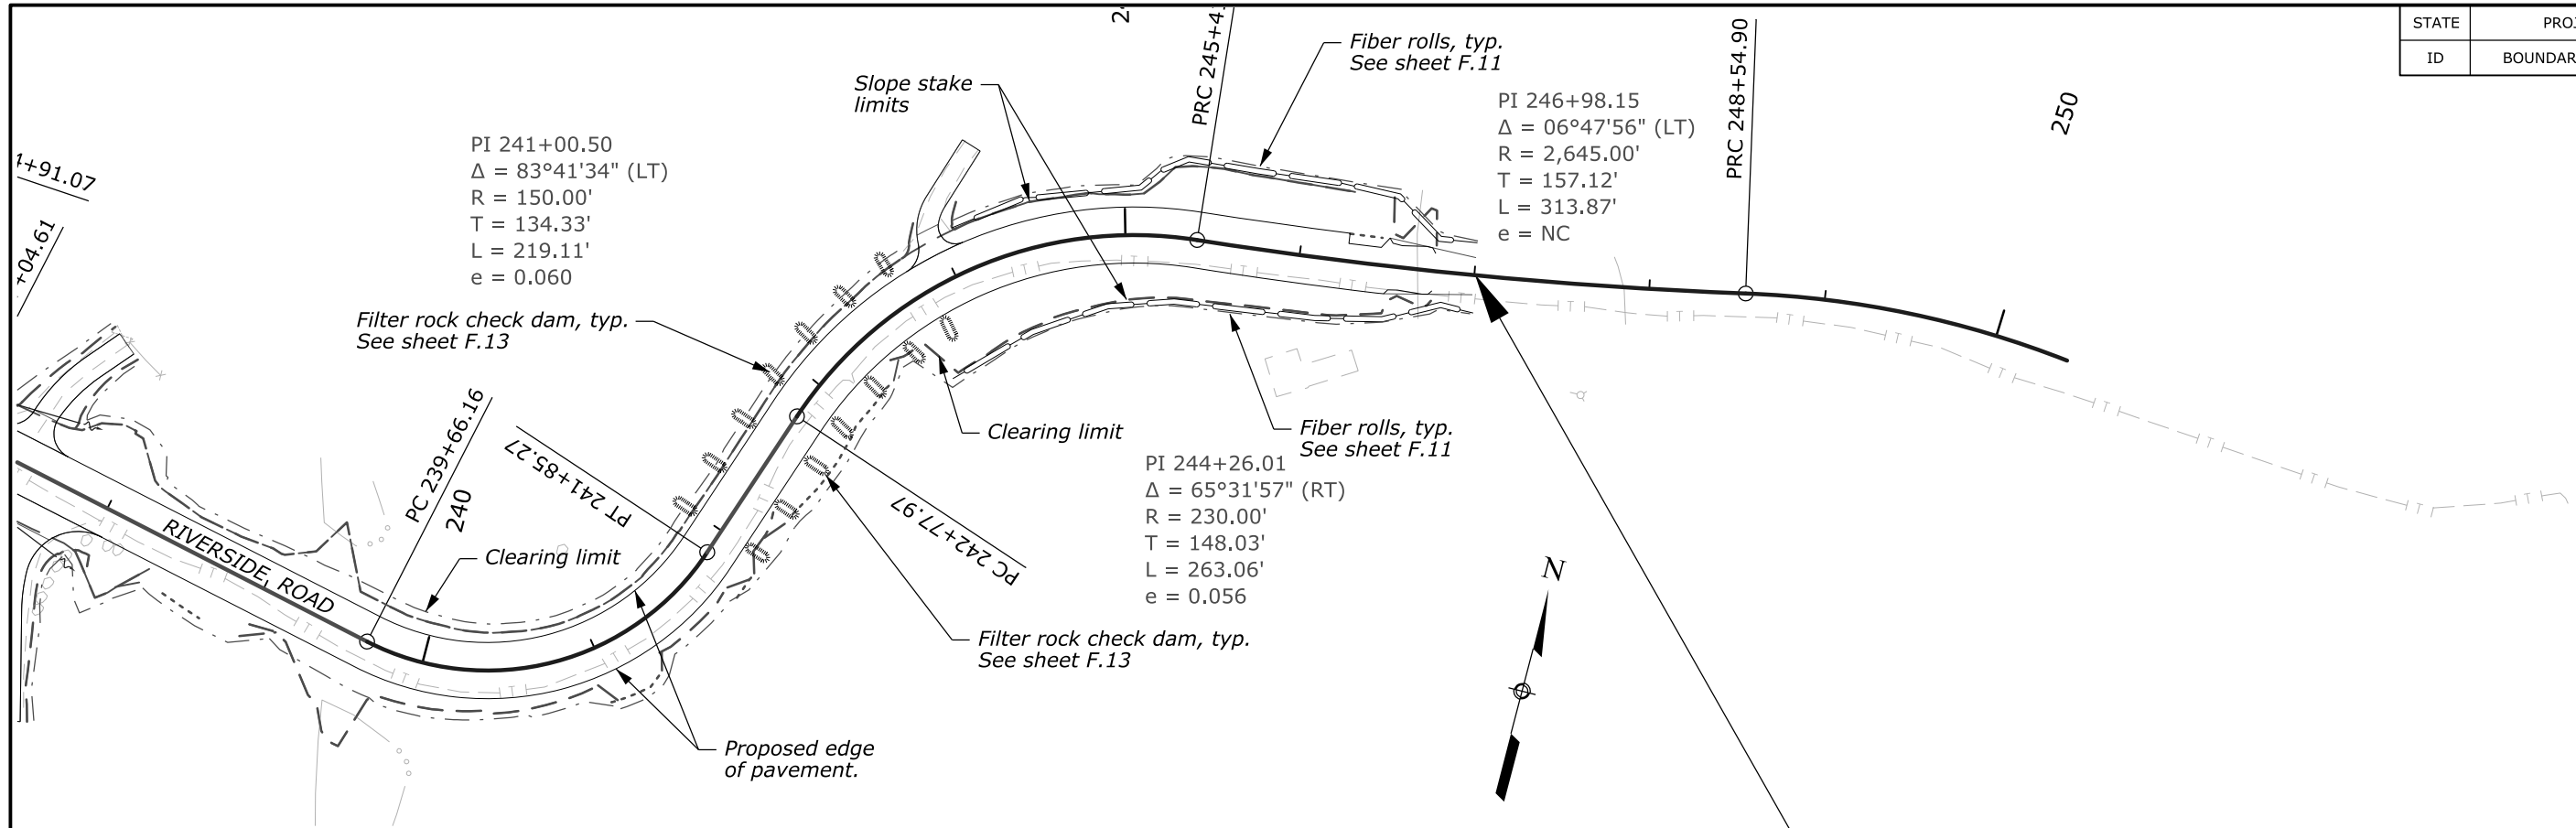 STATE PROJ
ID BOUNDAR
4+91.07
+04.61
PI 241+00.50
Δ = 83°41'34" (LT)
R = 150.00'
T = 134.33'
L = 219.11'
e = 0.060
Filter rock check dam, typ.
See sheet F.13
PC 239+66.16
240
RIVERSIDE ROAD
Clearing limit
PT 241+85.27
PC 242+77.97
Slope stake
limits
2
PRC 245+4
Fiber rolls, typ.
See sheet F.11
PI 246+98.15
Δ = 06°47'56" (LT)
R = 2,645.00'
T = 157.12'
L = 313.87'
e = NC
PRC 248+54.90
250
Clearing limit
Fiber rolls, typ.
See sheet F.11
PI 244+26.01
Δ = 65°31'57" (RT)
R = 230.00'
T = 148.03'
L = 263.06'
e = 0.056
Filter rock check dam, typ.
See sheet F.13
Proposed edge
of pavement.
N
T T T T T T T T T T T T T T T T T T T T